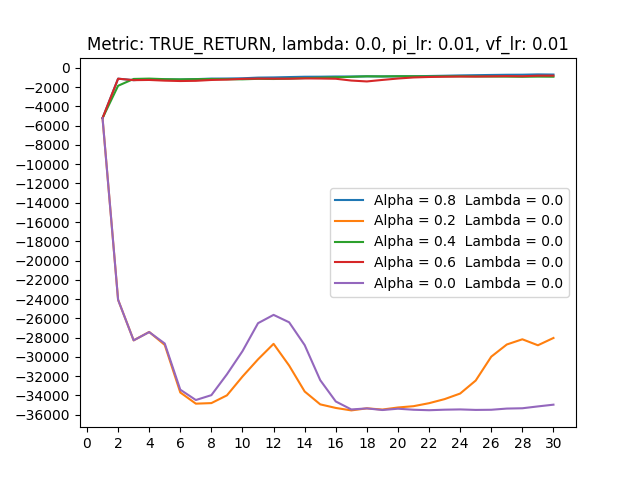 Metric: TRUE_RETURN, lambda: 0.0, pi_lr: 0.01, vf_lr: 0.01
0
−2000
−4000
−6000
−8000
−10000
−12000
−14000
−16000
−18000
−20000
−22000
−24000
−26000
−28000
−30000
−32000
−34000
−36000
Alpha = 0.8 Lambda = 0.0
Alpha = 0.2 Lambda = 0.0
Alpha = 0.4 Lambda = 0.0
Alpha = 0.6 Lambda = 0.0
Alpha = 0.0 Lambda = 0.0
0 2 4 6 8 10 12 14 16 18 20 22 24 26 28 30